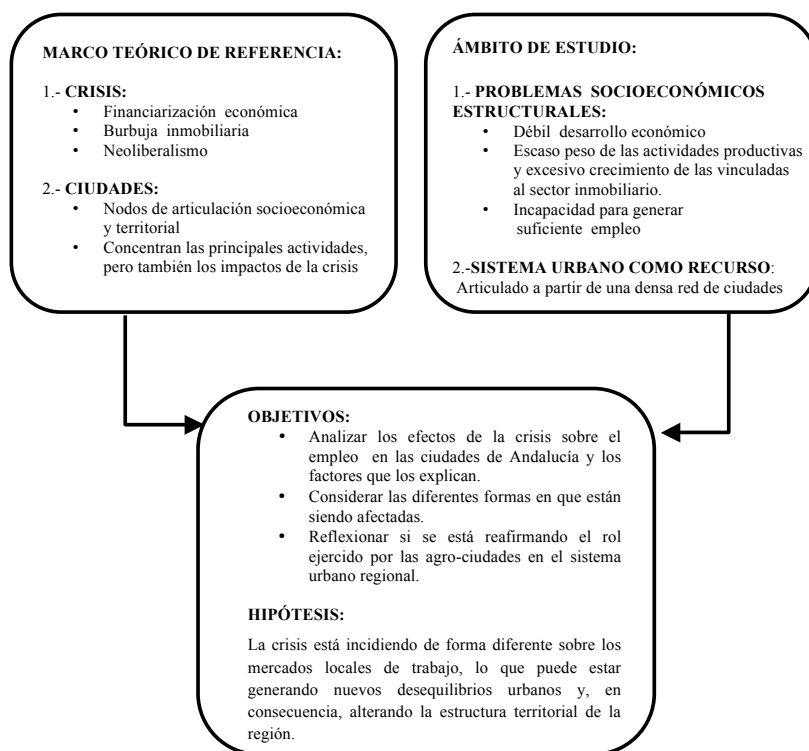 MARCO TEÓRICO DE REFERENCIA:
1.- CRISIS:
• Financiarización económica
• Burbuja inmobiliaria
• Neoliberalismo
2.- CIUDADES:
• Nodos de articulación socioeconómica
y territorial
• Concentran las principales actividades,
pero también los impactos de la crisis
ÁMBITO DE ESTUDIO:
1.- PROBLEMAS SOCIOECONÓMICOS
ESTRUCTURALES:
• Débil desarrollo económico
• Escaso peso de las actividades productivas
y excesivo crecimiento de las vinculadas
al sector inmobiliario.
• Incapacidad para generar
suficiente empleo
2.-SISTEMA URBANO COMO RECURSO:
Articulado a partir de una densa red de ciudades
OBJETIVOS:
• Analizar los efectos de la crisis sobre el
empleo en las ciudades de Andalucía y los
factores que los explican.
• Considerar las diferentes formas en que están
siendo afectadas.
• Reflexionar si se está reafirmando el rol
ejercido por las agro-ciudades en el sistema
urbano regional.
HIPÓTESIS:
La crisis está incidiendo de forma diferente sobre los
mercados locales de trabajo, lo que puede estar
generando nuevos desequilibrios urbanos y, en
consecuencia, alterando la estructura territorial de la
región.